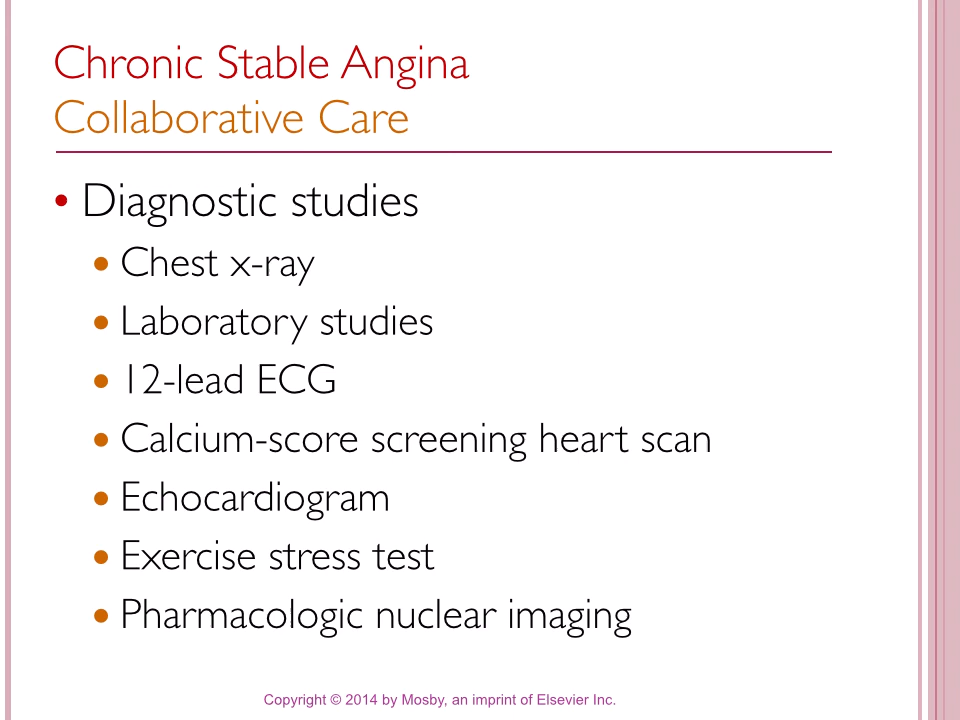 Chronic Stable Angina
Collaborative Care
• Diagnostic studies
• Chest x-ray
• Laboratory studies
• 12-lead ECG
• Calcium-score screening heart scan
• Echocardiogram
• Exercise stress test
• Pharmacologic nuclear imaging
Copyright © 2014 by Mosby, an imprint of Elsevier Inc.